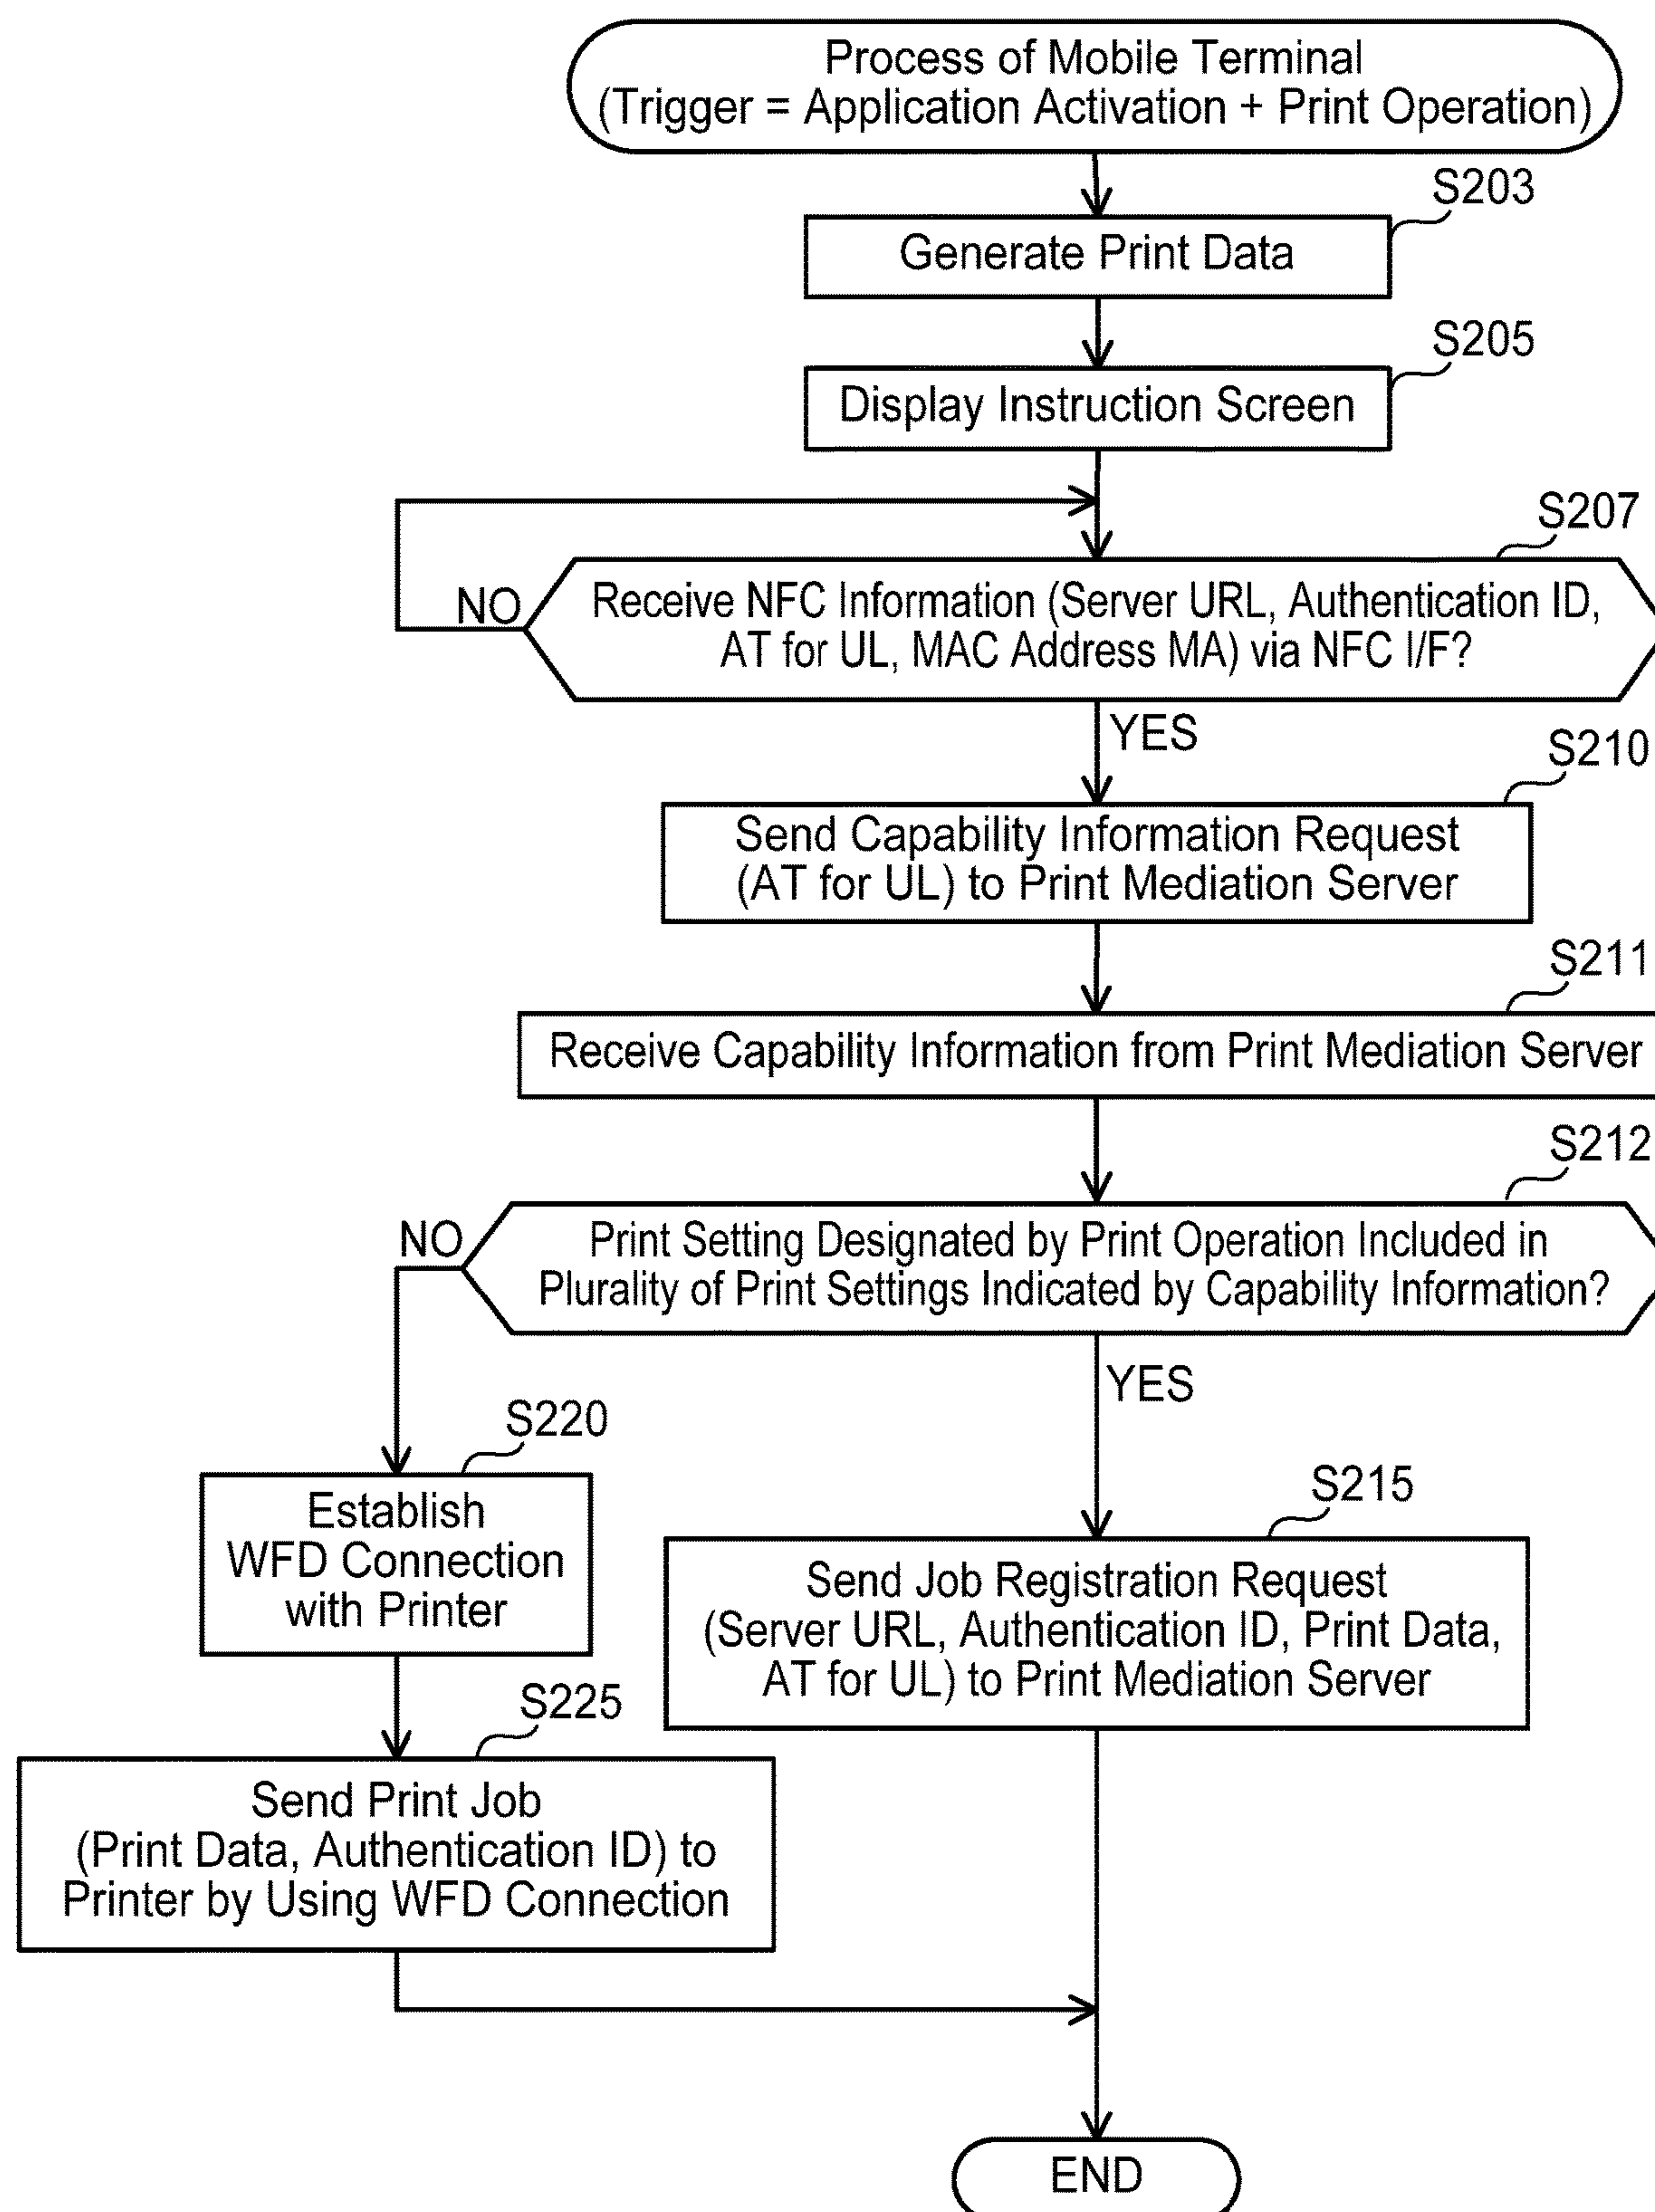 Process of Mobile Terminal
(Trigger = Application Activation + Print Operation)
S203
Generate Print Data
S205
Display Instruction Screen
S207
NO
Receive NFC Information (Server URL, Authentication ID,
AT for UL, MAC Address MA) via NFC I/F?
YES
S210
Send Capability Information Request
(AT for UL) to Print Mediation Server
S211
Receive Capability Information from Print Mediation Server
S212
NO
Print Setting Designated by Print Operation Included in
Plurality of Print Settings Indicated by Capability Information?
YES
S220
Establish
WFD Connection
with Printer
S215
Send Job Registration Request
(Server URL, Authentication ID, Print Data,
AT for UL) to Print Mediation Server
S225
Send Print Job
(Print Data, Authentication ID) to
Printer by Using WFD Connection
END